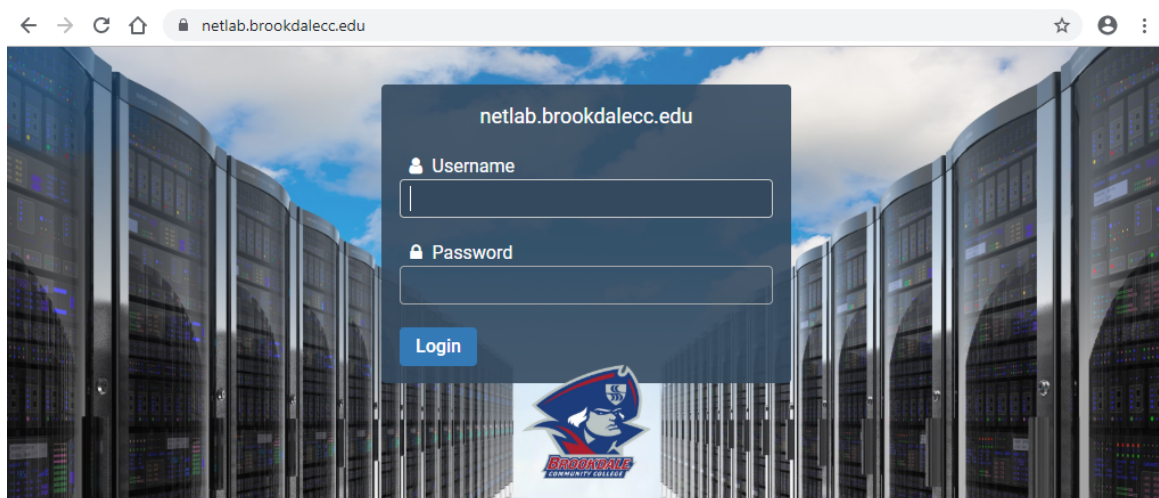 netlab.brookdalecc.edu
netlab.brookdalecc.edu
Username
Password
Login
BROOKDALE
COMMUNITY COLLEGE